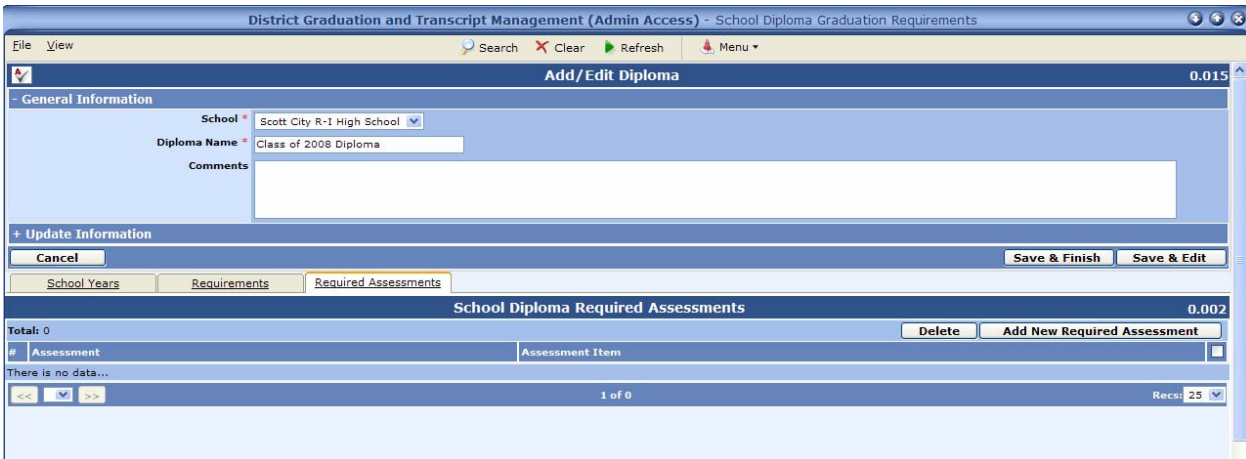 District Graduation and Transcript Management (Admin Access) - School Diploma Graduation Requirements
File View Search Clear Refresh Menu
Add/Edit Diploma 0.015
- General Information
School * Scott City R-I High School
Diploma Name * Class of 2008 Diploma
Comments
+ Update Information
Cancel Save & Finish Save & Edit
School Years Requirements Required Assessments
School Diploma Required Assessments 0.002
Total: 0 Delete Add New Required Assessment
# Assessment Assessment Item
There is no data...
<< >> 1 of 0 Recs: 25